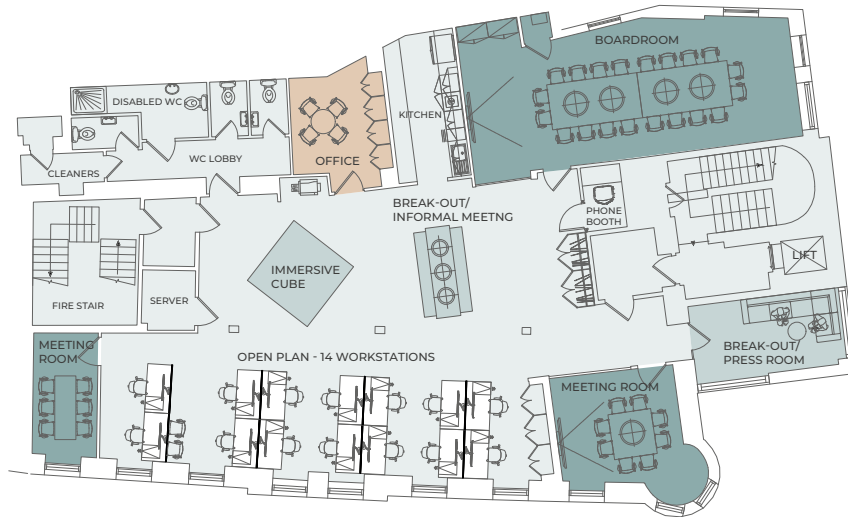 BOARDROOM
DISABLED WC
KITCHEN
WC LOBBY
OFFICE
CLEANERS
BREAK-OUT/
INFORMAL MEETNG
PHONE
BOOTH
IMMERSIVE
CUBE
LIFT
FIRE STAIR
SERVER
MEETING
ROOM
OPEN PLAN - 14 WORKSTATIONS
BREAK-OUT/
PRESS ROOM
MEETING ROOM